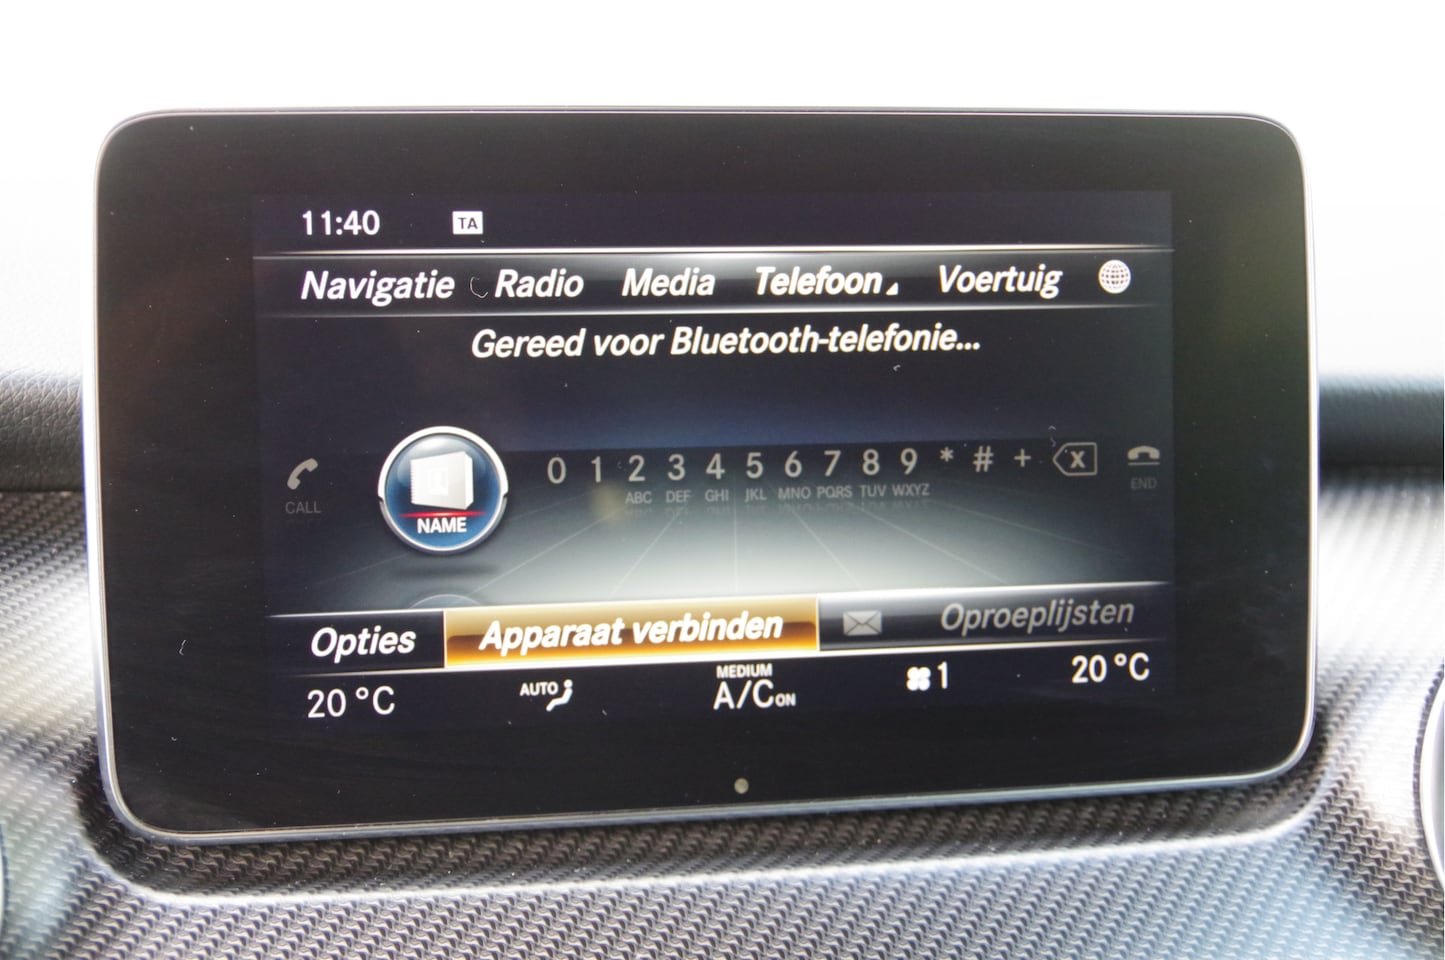 11:40 TA
Navigatie Radio Media Telefoon Voertuig
Gereed voor Bluetooth-telefonie...
0 1 2 3 4 5 6 7 8 9 * # + X
ABC DEF GHI JKL MNO PQRS TUV WXYZ
CALL NAME END
Opties Apparaat verbinden Oproeplijsten
20 °C AUTO MEDIUM 1 20 °C
A/C ON